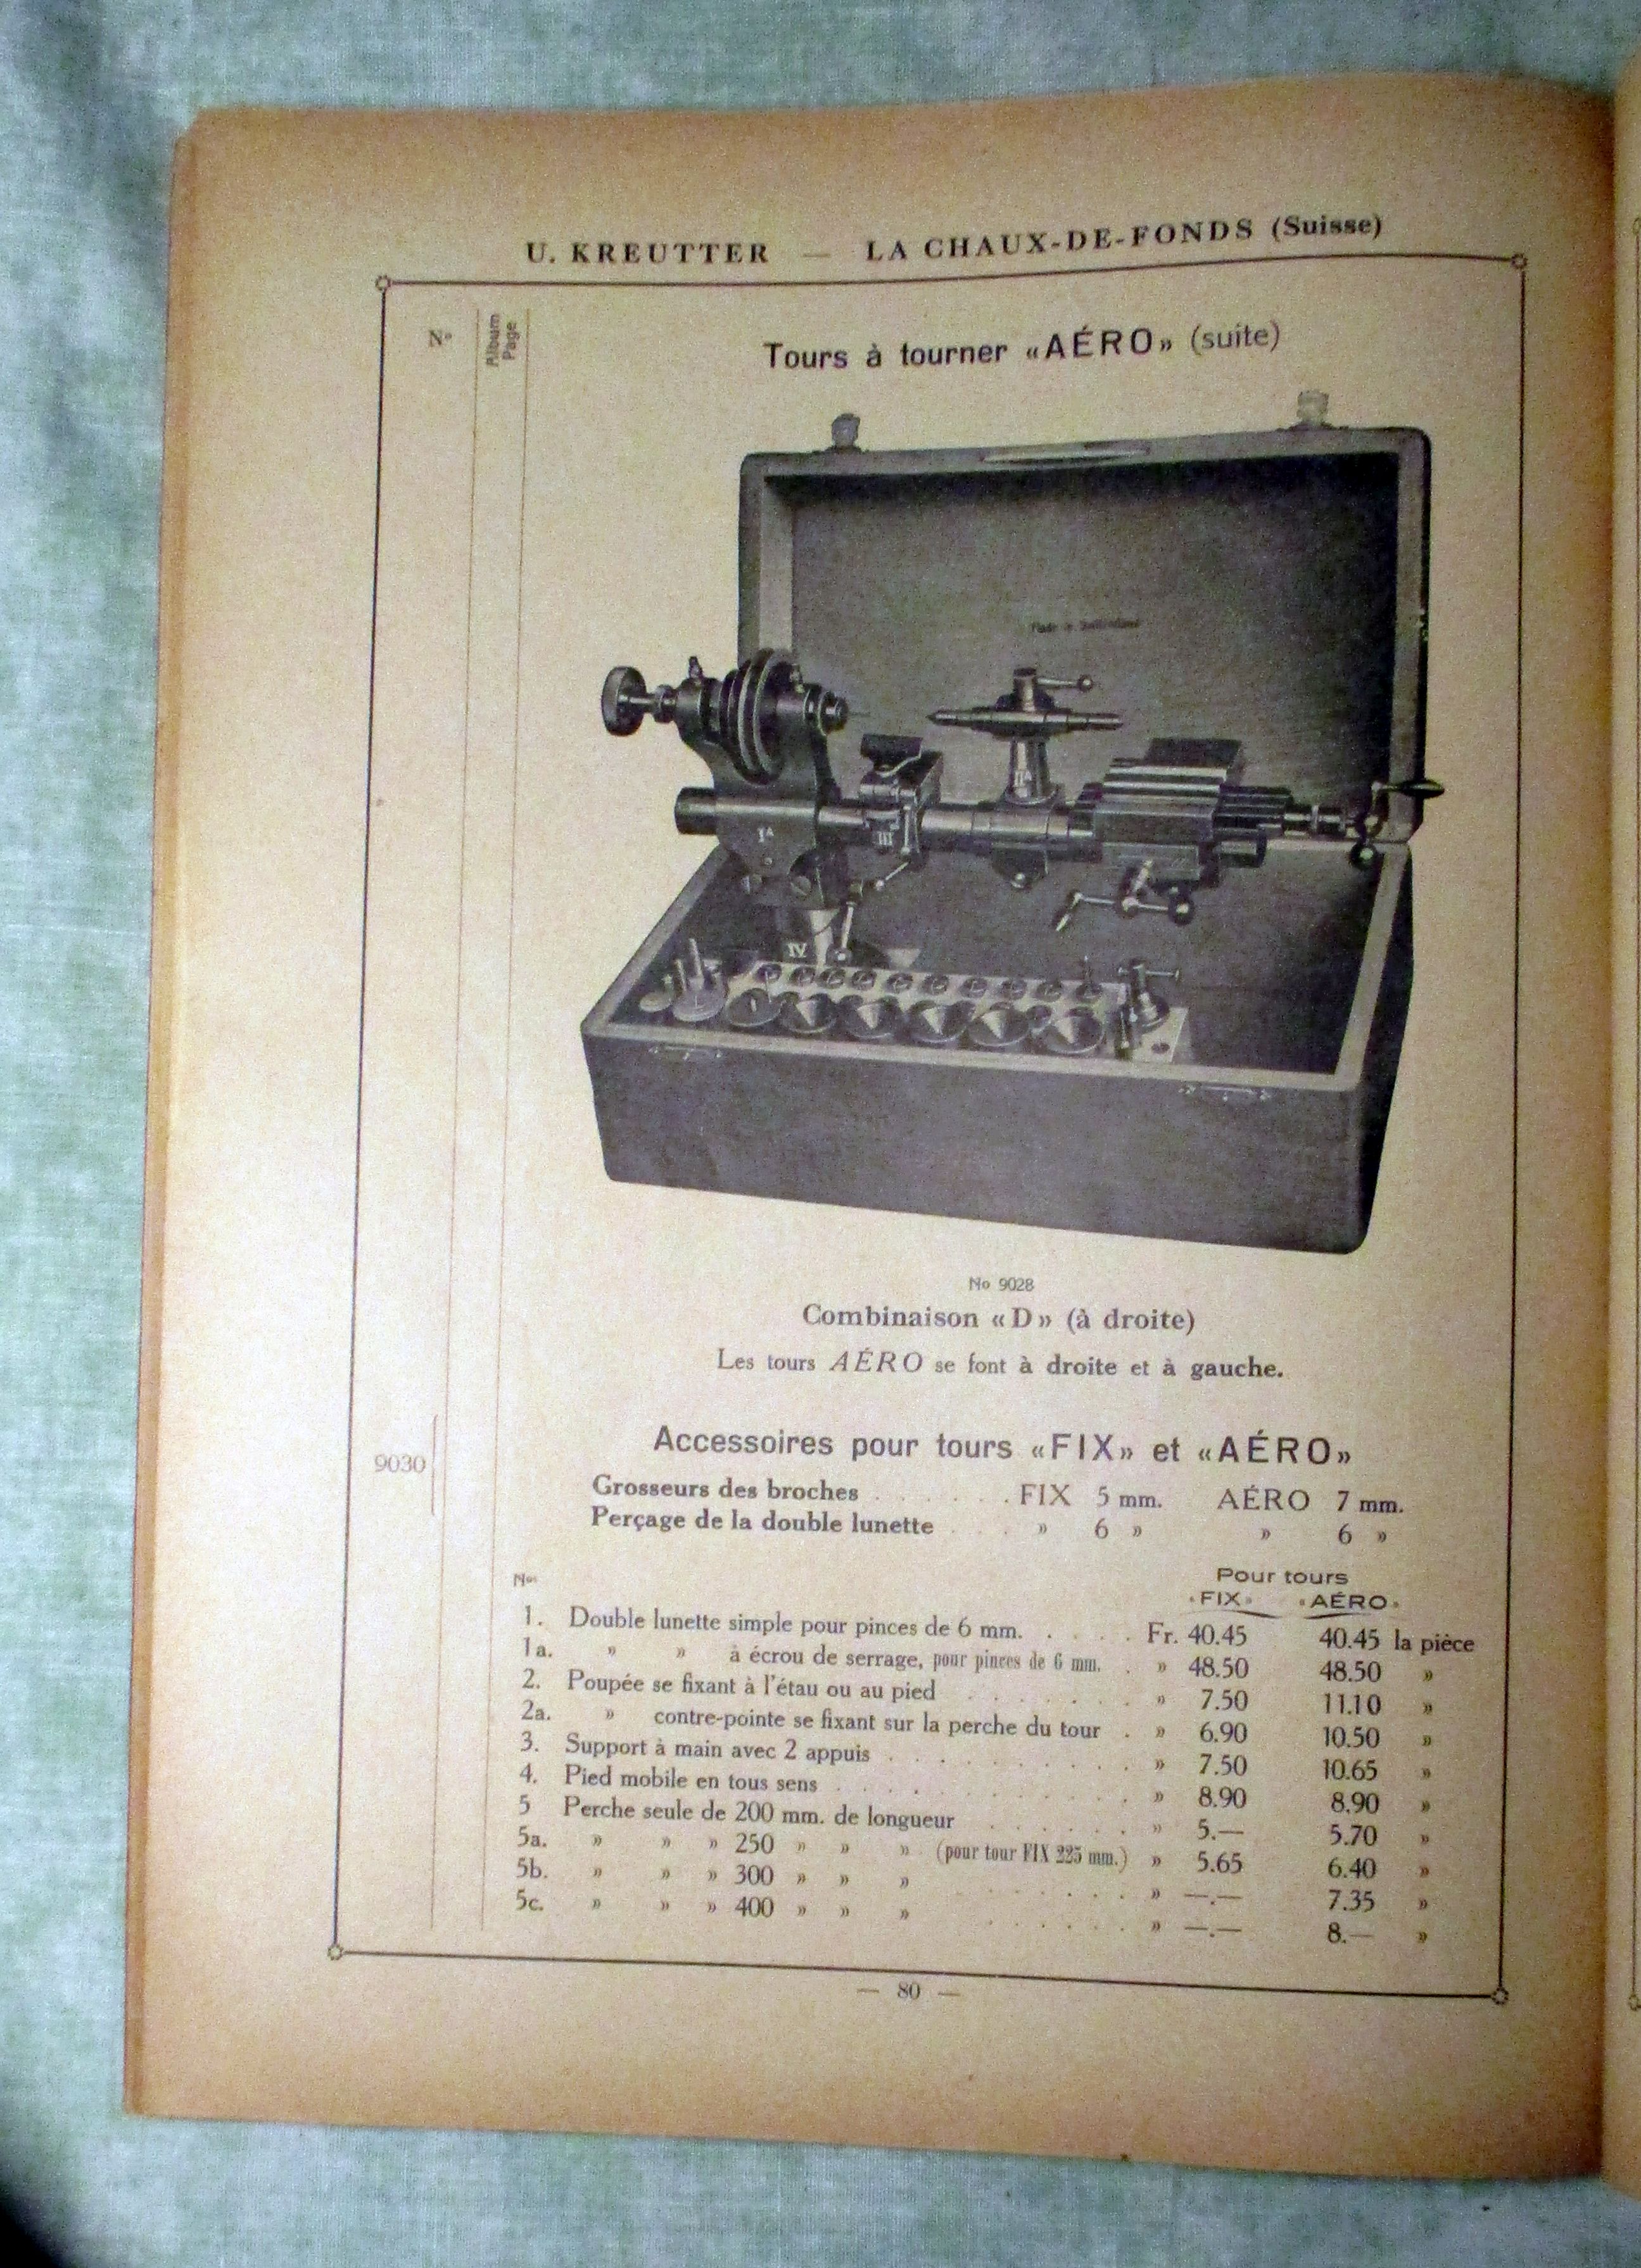 U. KREUTTER — LA CHAUX-DE-FONDS (Suisse)
No
Album
Page
Tours à tourner «AÉRO» (suite)
Made in Switzerland
IIA
IA
III
IV
No 9028
Combinaison «D» (à droite)
Les tours AÉRO se font à droite et à gauche.
9030
Accessoires pour tours «FIX» et «AÉRO»
Grosseurs des broches . . . . . . FIX 5 mm. AÉRO 7 mm.
Perçage de la double lunette . . . » 6 » » 6 »
Nos Pour tours
«FIX» «AÉRO»
1. Double lunette simple pour pinces de 6 mm. . . . . . Fr. 40.45 40.45 la pièce
1a. » » à écrou de serrage, pour pinces de 6 mm. . » 48.50 48.50 »
2. Poupée se fixant à l'étau ou au pied . . . . . . . » 7.50 11.10 »
2a. » contre-pointe se fixant sur la perche du tour . » 6.90 10.50 »
3. Support à main avec 2 appuis . . . . . . . . . » 7.50 10.65 »
4. Pied mobile en tous sens . . . . . . . . . . » 8.90 8.90 »
5 Perche seule de 200 mm. de longueur . . . . . . » 5.— 5.70 »
5a. » » » 250 » » » (pour tour FIX 225 mm.) » 5.65 6.40 »
5b. » » » 300 » » » . . . . . . » —.— 7.35 »
5c. » » » 400 » » » . . . . . . » —.— 8.— »
— 80 —